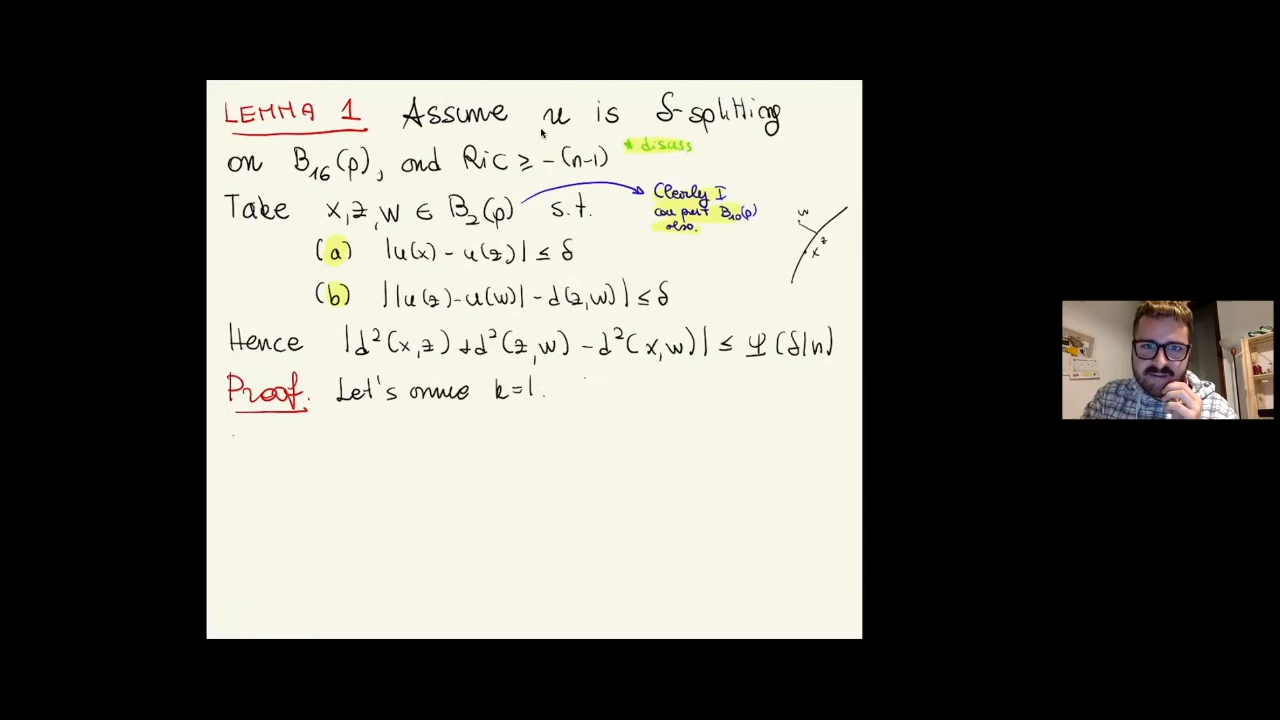 LEMMA 1 Assume u is δ-splitting
on B₁₆(p), and Ric ≥ -(n-1) * discuss
Take x,z,w ∈ B₂(p) s.t.
Clearly I
can put B₁₀(p)
also.
w
z
x
(a) |u(x) - u(z)| ≤ δ
(b) ||u(z)-u(w)| - d(z,w)| ≤ δ
Hence |d²(x,z) + d²(z,w) - d²(x,w)| ≤ Ψ(δ|n)
Proof. Let's k=1.